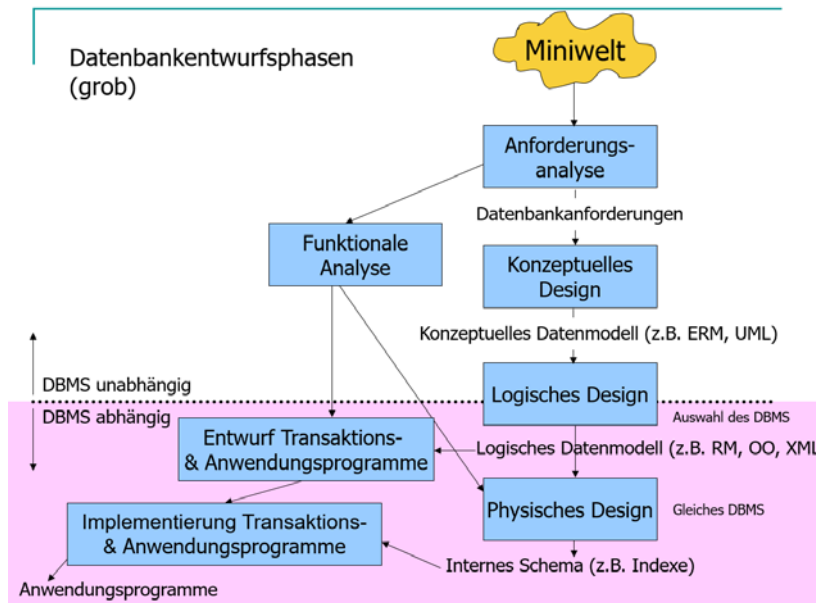 Datenbankentwurfsphasen
(grob)
Miniwelt
Anforderungs-
analyse
Datenbankanforderungen
Funktionale
Analyse
Konzeptuelles
Design
Konzeptuelles Datenmodell (z.B. ERM, UML)
DBMS unabhängig
Logisches Design
DBMS abhängig
Auswahl des DBMS
Entwurf Transaktions-
& Anwendungsprogramme
Logisches Datenmodell (z.B. RM, OO, XML
Physisches Design
Gleiches DBMS
Implementierung Transaktions-
& Anwendungsprogramme
Internes Schema (z.B. Indexe)
Anwendungsprogramme